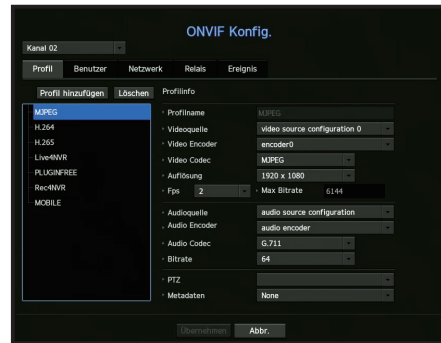 ONVIF Konfig.
Kanal 02
Profil Benutzer Netzwerk Relais Ereignis
Profil hinzufügen Löschen Profilinfo
MJPEG
H.264
H.265
Live4NVR
PLUGINFREE
Rec4NVR
MOBILE
Profilname MJPEG
Videoquelle video source configuration 0
Video Encoder encoder0
Video Codec MJPEG
Auflösung 1920 x 1080
Fps 2 Max Bitrate 6144
Audioquelle audio source configuration
Audio Encoder audio encoder
Audio Codec G.711
Bitrate 64
PTZ
Metadaten None
Übernehmen Abbr.